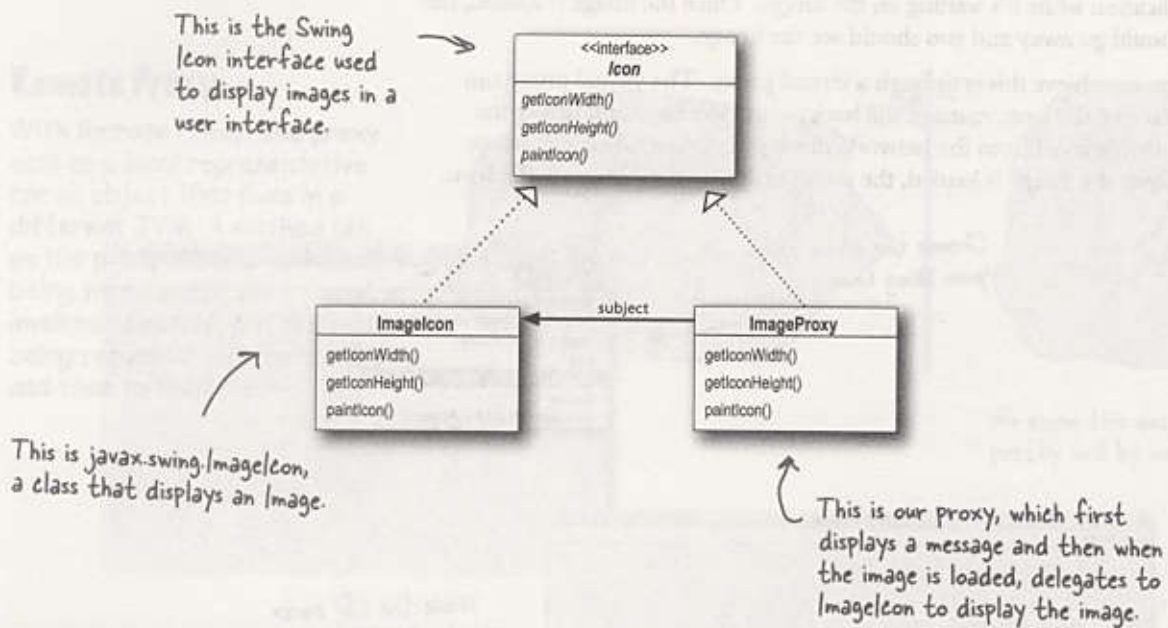 This is the Swing
Icon interface used
to display images in a
user interface.
<<interface>>
Icon
getIconWidth()
getIconHeight()
paintIcon()
subject
ImageIcon
getIconWidth()
getIconHeight()
paintIcon()
ImageProxy
getIconWidth()
getIconHeight()
paintIcon()
This is javax.swing.ImageIcon,
a class that displays an Image.
This is our proxy, which first
displays a message and then when
the image is loaded, delegates to
ImageIcon to display the image.